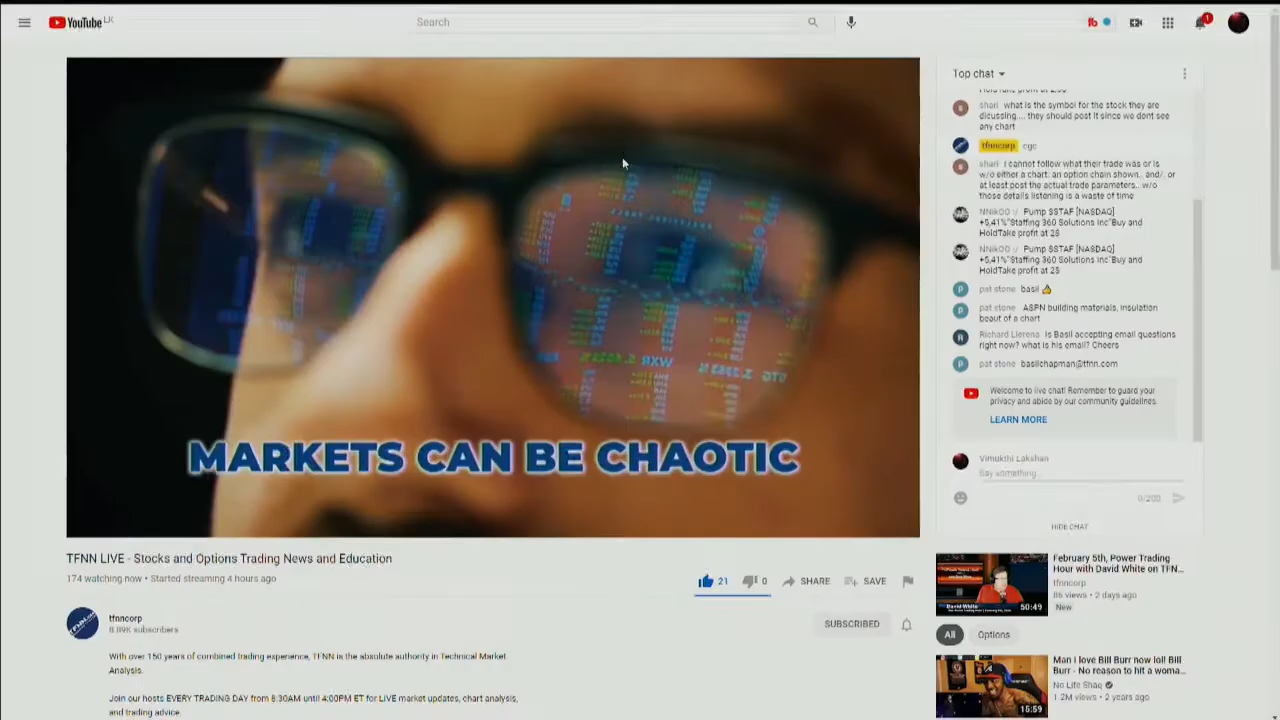 YouTube LK
Search
fb
1
MARKETS CAN BE CHAOTIC
TFNN LIVE - Stocks and Options Trading News and Education
174 watching now • Started streaming 4 hours ago
21
0
SHARE
SAVE
tfnncorp
8.89K subscribers
SUBSCRIBED
With over 150 years of combined trading experience, TFNN is the absolute authority in Technical Market
Analysis.
Join our hosts EVERY TRADING DAY from 8:30AM until 4:00PM ET for LIVE market updates, chart analysis,
and trading advice.
Top chat
shari what is the symbol for the stock they are
dicussing.... they should post it since we dont see
any chart
tfnncorp cgc
shari I cannot follow what their trade was or is
w/o either a chart: an option chain shown.. and/. or
at least post the actual trade parameters.. w/o
those details listening is a waste of time
Pump $STAF [NASDAQ]
+5,41%"Staffing 360 Solutions Inc"Buy and
HoldTake profit at 2$
Pump $STAF [NASDAQ]
+5,41%"Staffing 360 Solutions Inc"Buy and
HoldTake profit at 2$
pat stone basil
pat stone ASPN building materials, insulation
beaut of a chart
Richard Llerena Is Basil accepting email questions
right now? what is his email? Cheers
pat stone basilchapman@tfnn.com
Welcome to live chat! Remember to guard your
privacy and abide by our community guidelines.
LEARN MORE
Vimukthi Lakshan
Say something...
0/200
HIDE CHAT
February 5th, Power Trading
Hour with David White on TFN...
tfnncorp
86 views • 2 days ago
New
David White
50:49
All
Options
Man I love Bill Burr now lol! Bill
Burr - No reason to hit a woma...
No Life Shaq
1.2M views • 2 years ago
15:59